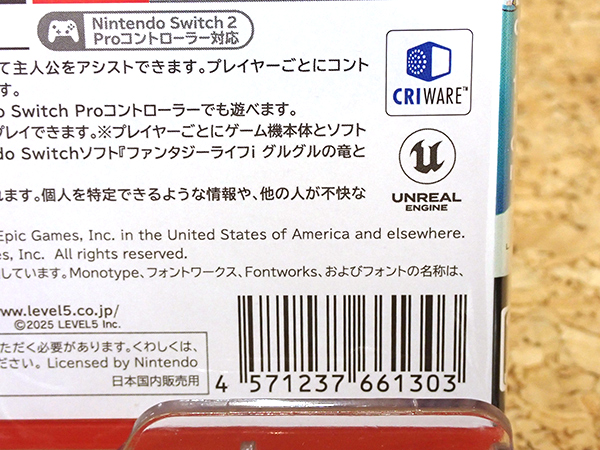 Nintendo Switch 2
Proコントローラー対応
て主人公をアシストできます。プレイヤーごとにコント
す。
o Switch Proコントローラーでも遊べます。
プレイできます。※プレイヤーごとにゲーム機本体とソフト
do Switchソフト『ファンタジーライフi グルグルの竜と
れます。個人を特定できるような情報や、他の人が不快な
CRIWARE™
UNREAL
ENGINE
Epic Games, Inc. in the United States of America and elsewhere.
es, Inc. All rights reserved.
しています。Monotype、フォントワークス、Fontworks、およびフォントの名称は、
www.level5.co.jp/
©2025 LEVEL5 Inc.
ただく必要があります。くわしくは、
ださい。Licensed by Nintendo
日本国内販売用
4 571237 661303